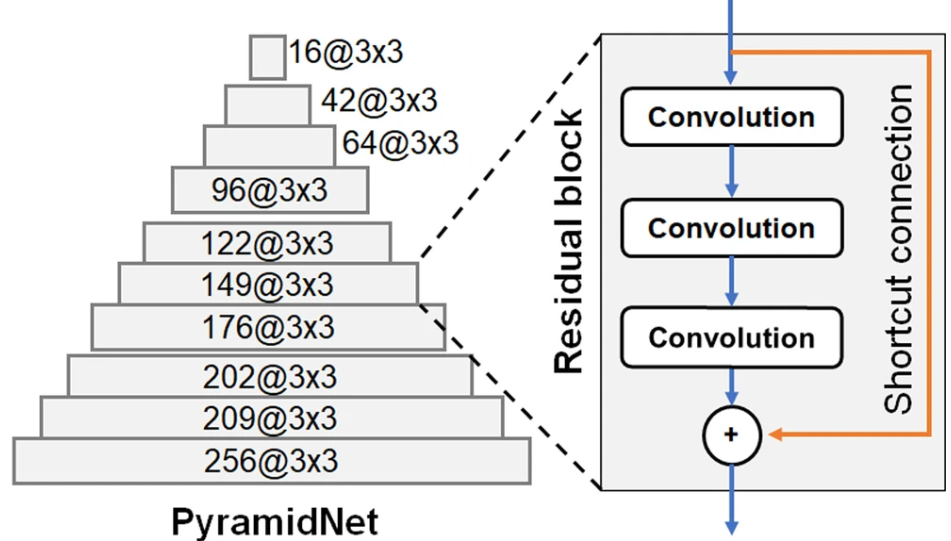 16@3x3
42@3x3
64@3x3
96@3x3
122@3x3
149@3x3
176@3x3
202@3x3
209@3x3
256@3x3
PyramidNet
Residual block
Convolution
Convolution
Convolution
+
Shortcut connection